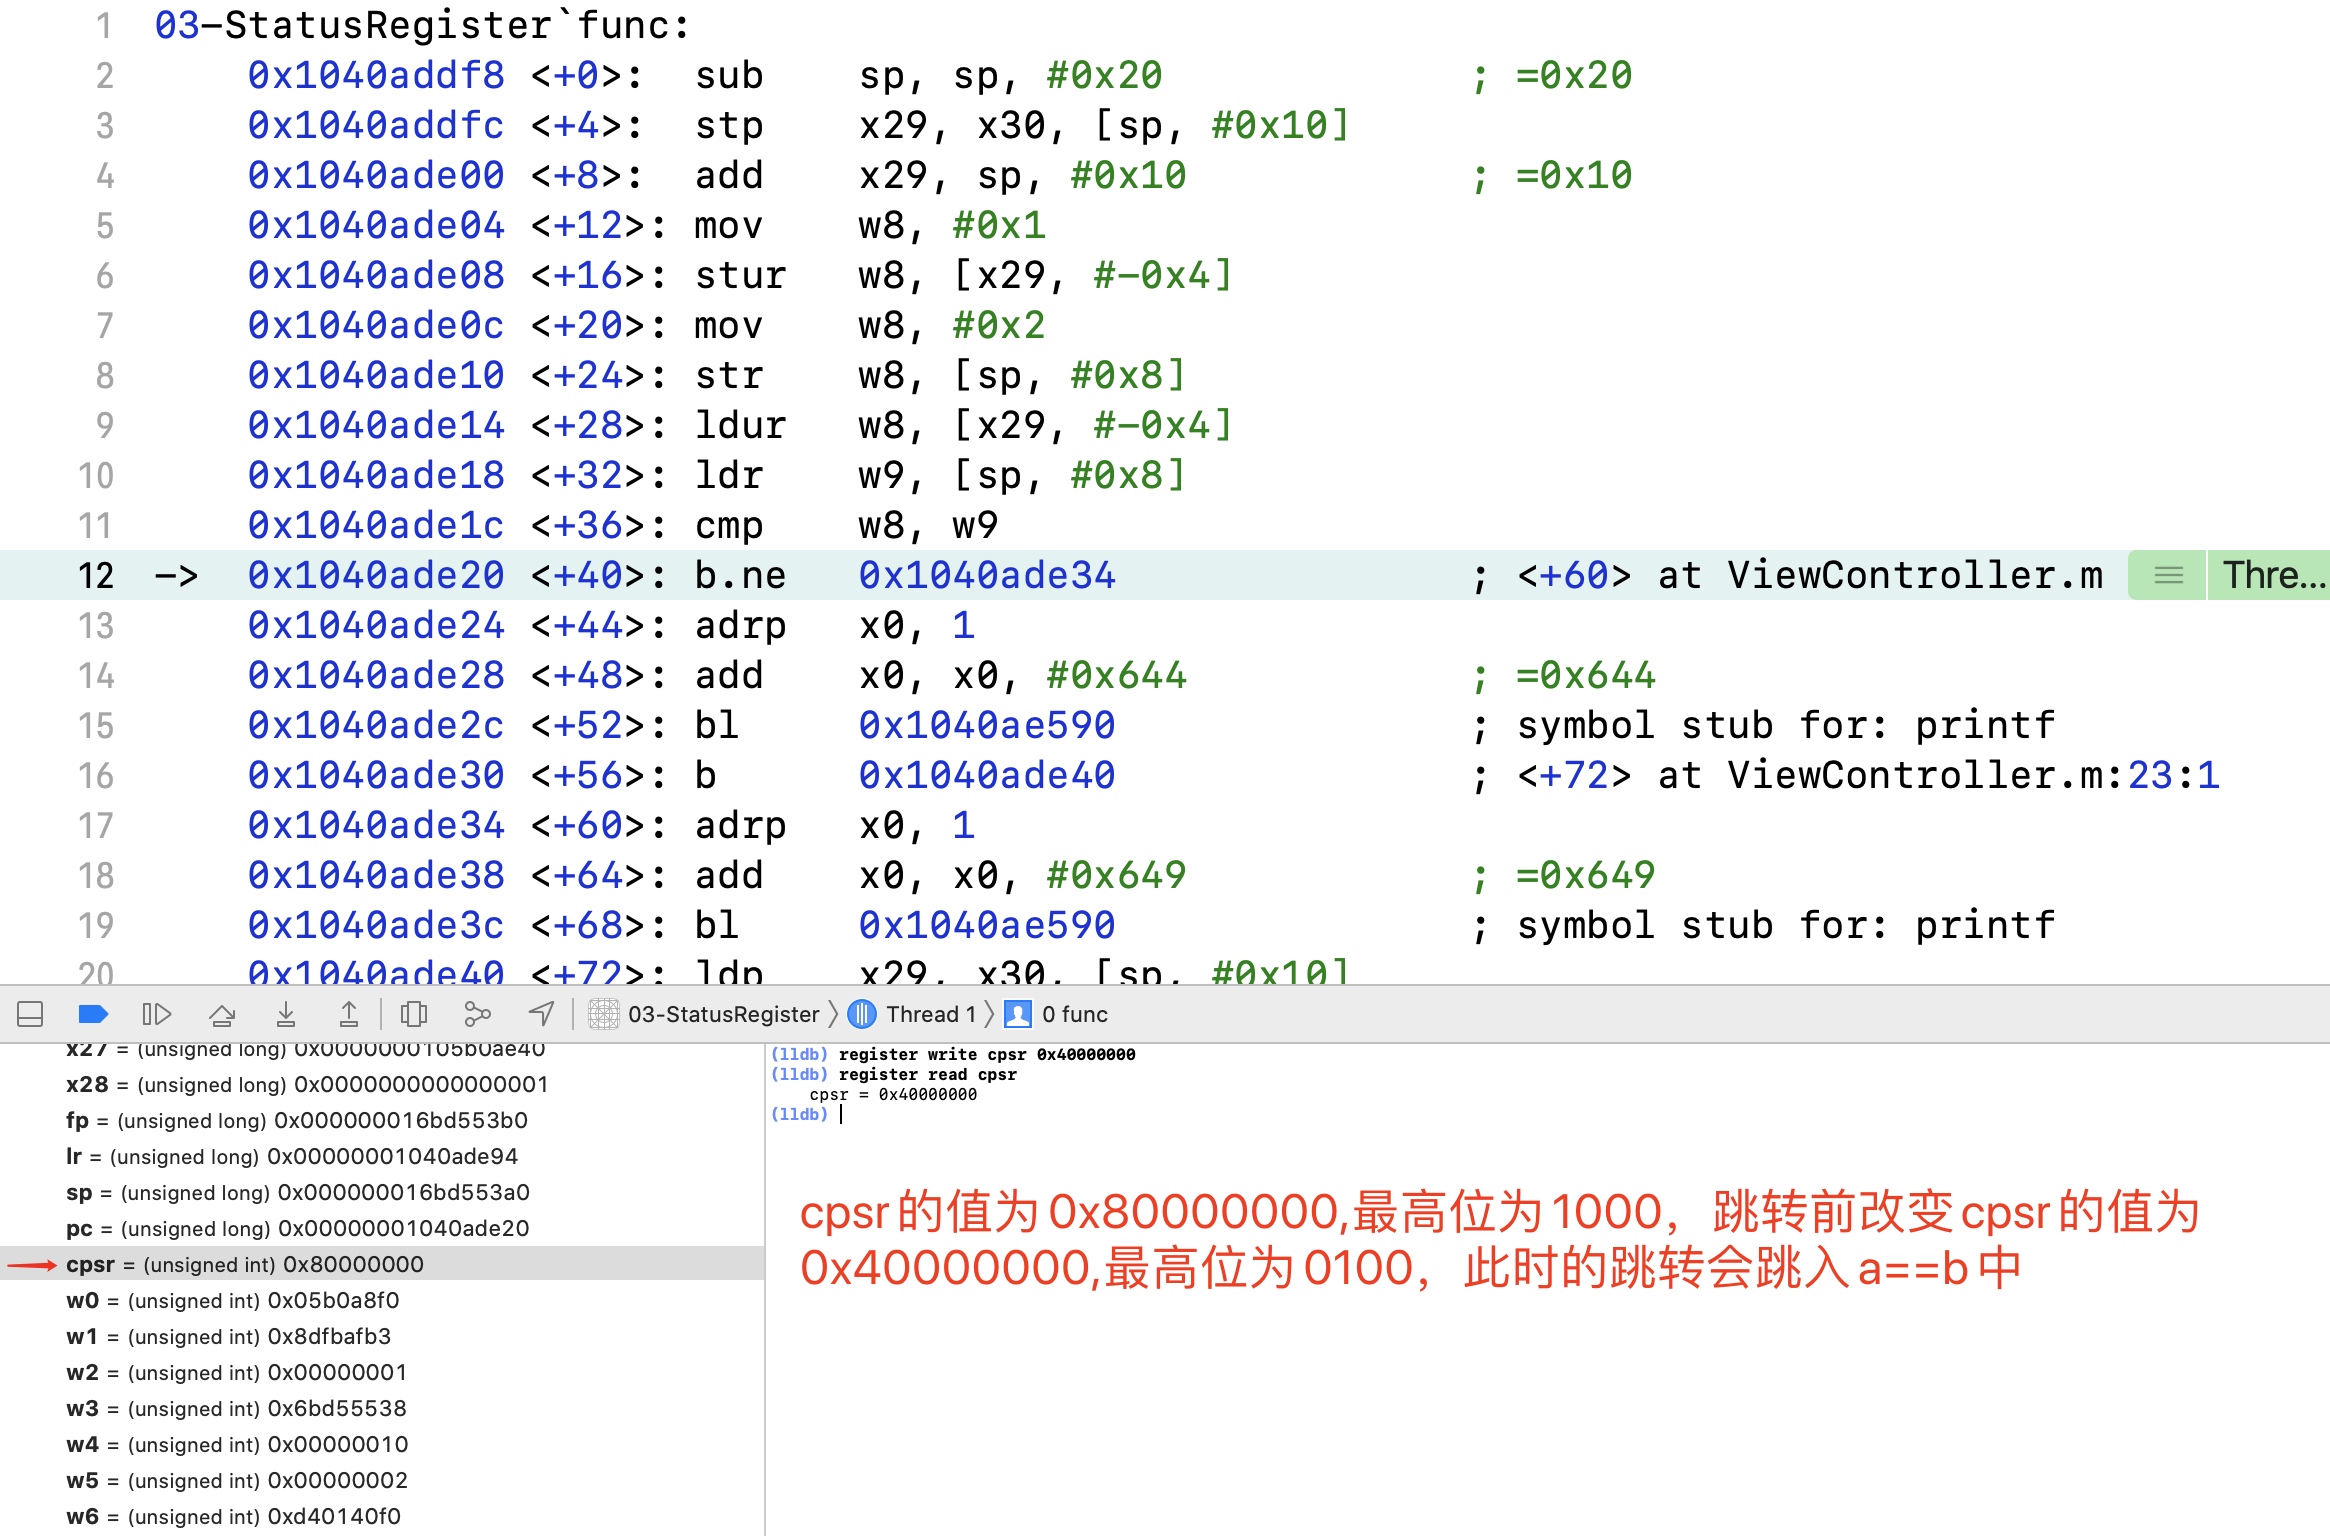 1 03-StatusRegister`func:
2 0x1040addf8 <+0>: sub sp, sp, #0x20 ; =0x20
3 0x1040addfc <+4>: stp x29, x30, [sp, #0x10]
4 0x1040ade00 <+8>: add x29, sp, #0x10 ; =0x10
5 0x1040ade04 <+12>: mov w8, #0x1
6 0x1040ade08 <+16>: stur w8, [x29, #-0x4]
7 0x1040ade0c <+20>: mov w8, #0x2
8 0x1040ade10 <+24>: str w8, [sp, #0x8]
9 0x1040ade14 <+28>: ldur w8, [x29, #-0x4]
10 0x1040ade18 <+32>: ldr w9, [sp, #0x8]
11 0x1040ade1c <+36>: cmp w8, w9
12 -> 0x1040ade20 <+40>: b.ne 0x1040ade34 ; <+60> at ViewController.m Thre...
13 0x1040ade24 <+44>: adrp x0, 1
14 0x1040ade28 <+48>: add x0, x0, #0x644 ; =0x644
15 0x1040ade2c <+52>: bl 0x1040ae590 ; symbol stub for: printf
16 0x1040ade30 <+56>: b 0x1040ade40 ; <+72> at ViewController.m:23:1
17 0x1040ade34 <+60>: adrp x0, 1
18 0x1040ade38 <+64>: add x0, x0, #0x649 ; =0x649
19 0x1040ade3c <+68>: bl 0x1040ae590 ; symbol stub for: printf
20 0x1040ade40 <+72>: ldp x29, x30, [sp, #0x10]
03-StatusRegister 〉 Thread 1 〉 0 func
x27 = (unsigned long) 0x0000000105b0ae40
x28 = (unsigned long) 0x0000000000000001
fp = (unsigned long) 0x000000016bd553b0
lr = (unsigned long) 0x00000001040ade94
sp = (unsigned long) 0x000000016bd553a0
pc = (unsigned long) 0x00000001040ade20
cpsr = (unsigned int) 0x80000000
w0 = (unsigned int) 0x05b0a8f0
w1 = (unsigned int) 0x8dfbafb3
w2 = (unsigned int) 0x00000001
w3 = (unsigned int) 0x6bd55538
w4 = (unsigned int) 0x00000010
w5 = (unsigned int) 0x00000002
w6 = (unsigned int) 0xd40140f0
(lldb) register write cpsr 0x40000000
(lldb) register read cpsr
cpsr = 0x40000000
(lldb)
cpsr的值为0x80000000,最高位为1000，跳转前改变cpsr的值为
0x40000000,最高位为0100，此时的跳转会跳入a==b中